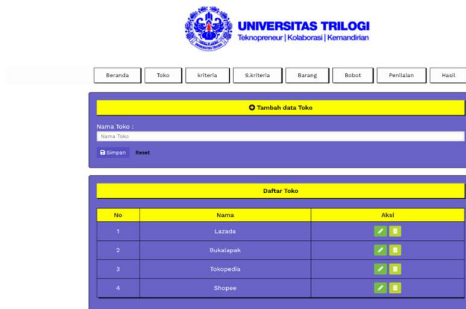 UNIVERSITAS TRILOGI
Teknopreneur | Kolaborasi | Kemandirian
Beranda Toko kriteria S.kriteria Barang Bobot Penilaian Hasil
Tambah data Toko
Nama Toko :
Nama Toko
Simpan Reset
Daftar Toko
No Nama Aksi
1 Lazada
2 Bukalapak
3 Tokopedia
4 Shopee